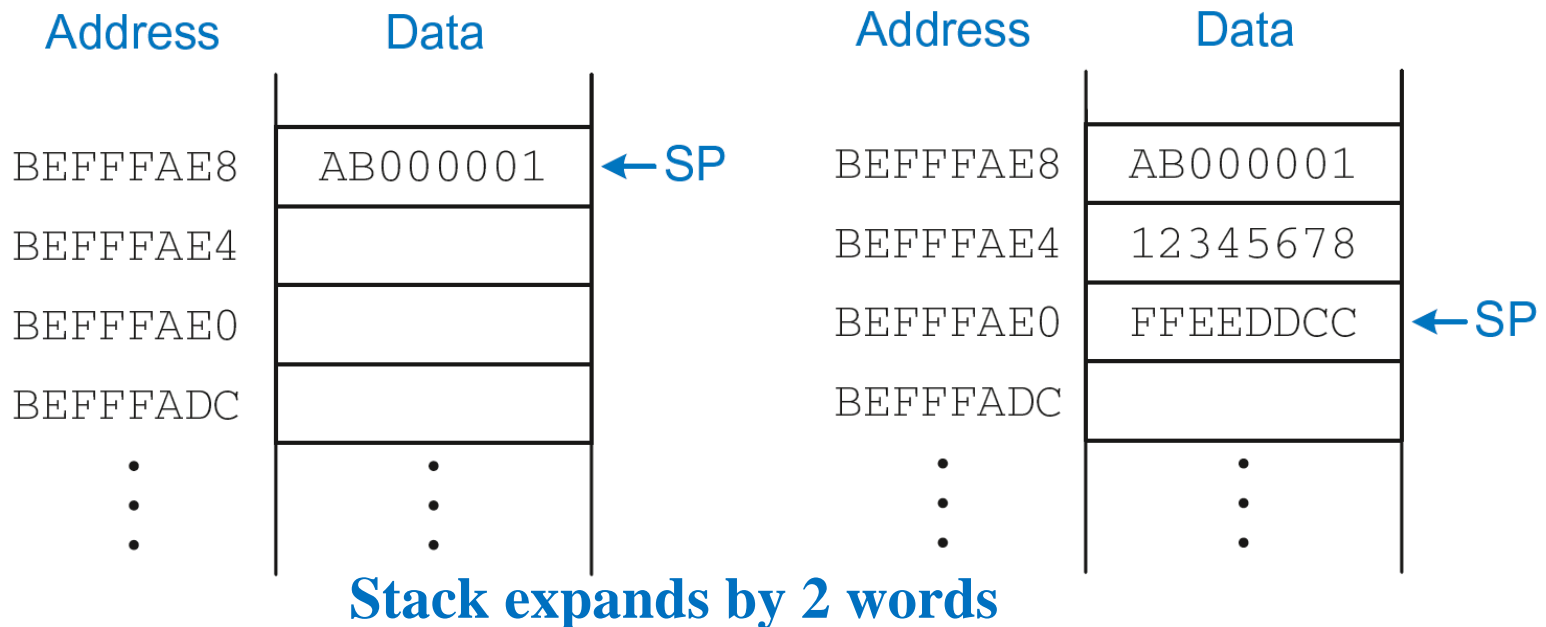 Address Data Address Data
BEFFFAE8 AB000001 SP BEFFFAE8 AB000001
BEFFFAE4 BEFFFAE4 12345678
BEFFFAE0 BEFFFAE0 FFEEDDCC SP
BEFFFADC BEFFFADC
Stack expands by 2 words